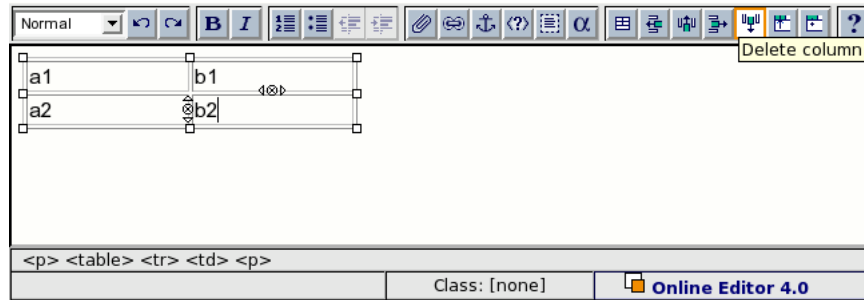 Normal B I <?> α ?
Delete column
a1 b1
a2 b2
<p> <table> <tr> <td> <p>
Class: [none] Online Editor 4.0